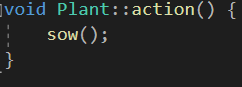 void Plant::action() {
    sow();
}